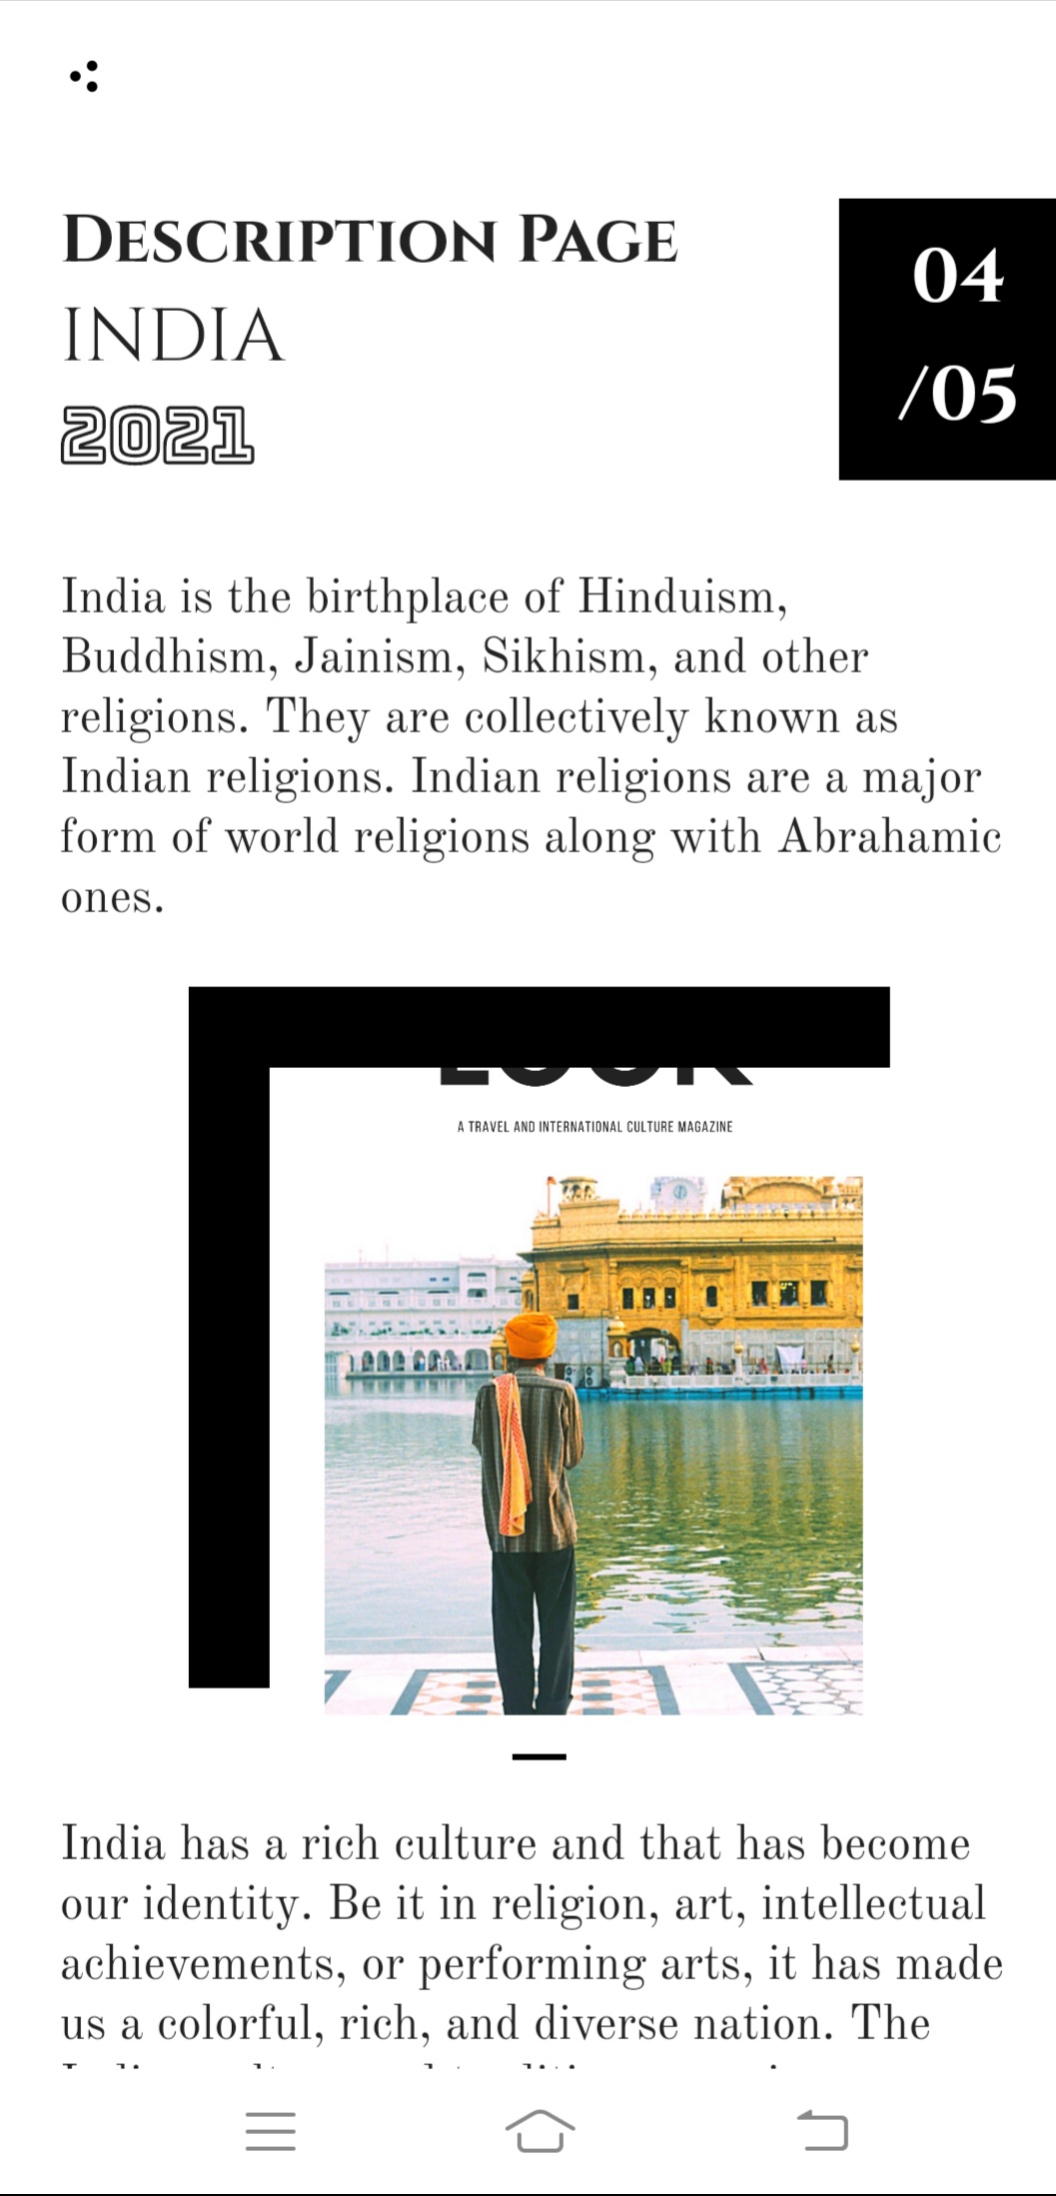 DESCRIPTION PAGE
INDIA
2021
04
/05
India is the birthplace of Hinduism,
Buddhism, Jainism, Sikhism, and other
religions. They are collectively known as
Indian religions. Indian religions are a major
form of world religions along with Abrahamic
ones.
LOOK
A TRAVEL AND INTERNATIONAL CULTURE MAGAZINE
India has a rich culture and that has become
our identity. Be it in religion, art, intellectual
achievements, or performing arts, it has made
us a colorful, rich, and diverse nation. The